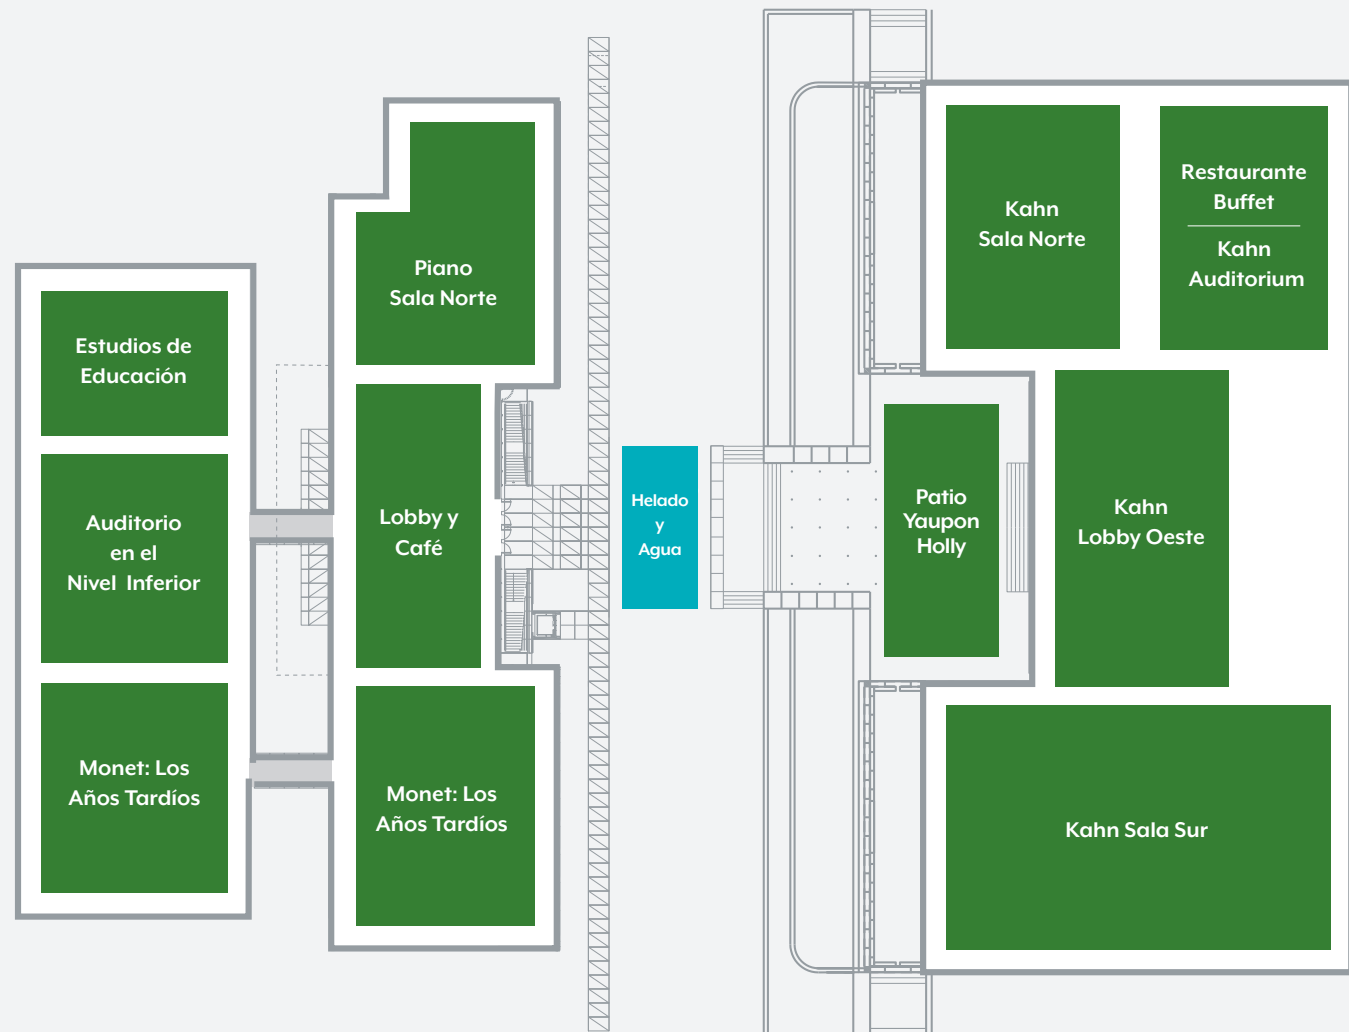 Estudios de
Educación
Auditorio
en el
Nivel Inferior
Monet: Los
Años Tardíos
Piano
Sala Norte
Lobby y
Café
Monet: Los
Años Tardíos
Helado
y
Agua
Patio
Yaupon
Holly
Kahn
Sala Norte
Restaurante
Buffet
Kahn
Auditorium
Kahn
Lobby Oeste
Kahn Sala Sur